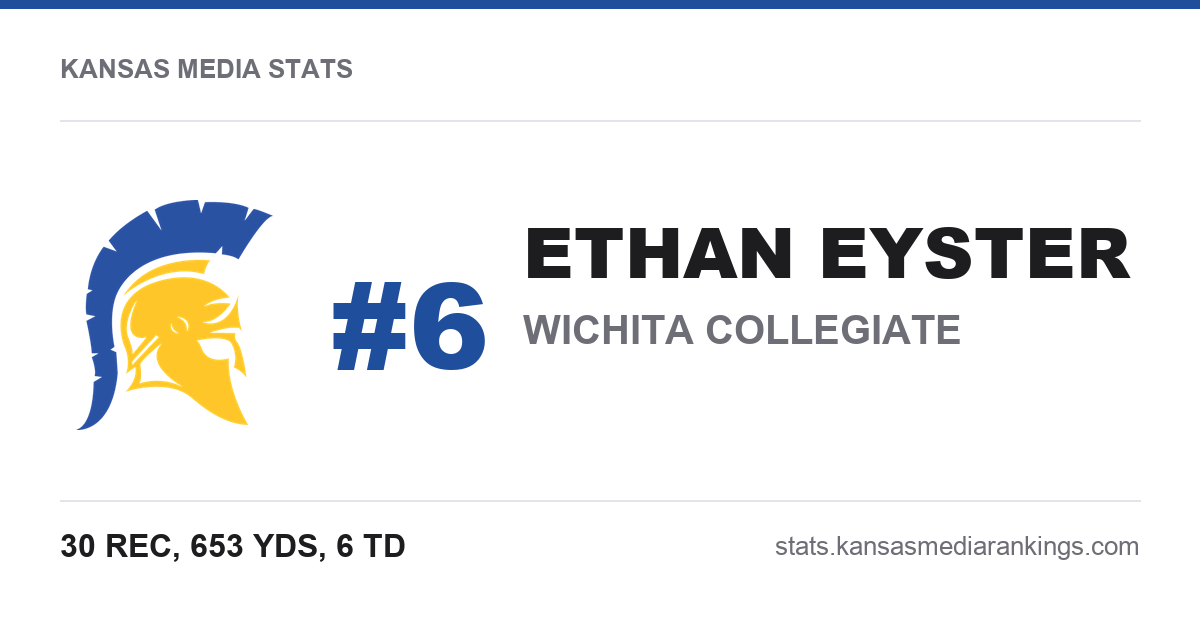 KANSAS MEDIA STATS
#6
ETHAN EYSTER
WICHITA COLLEGIATE
30 REC, 653 YDS, 6 TD
stats.kansasmediarankings.com